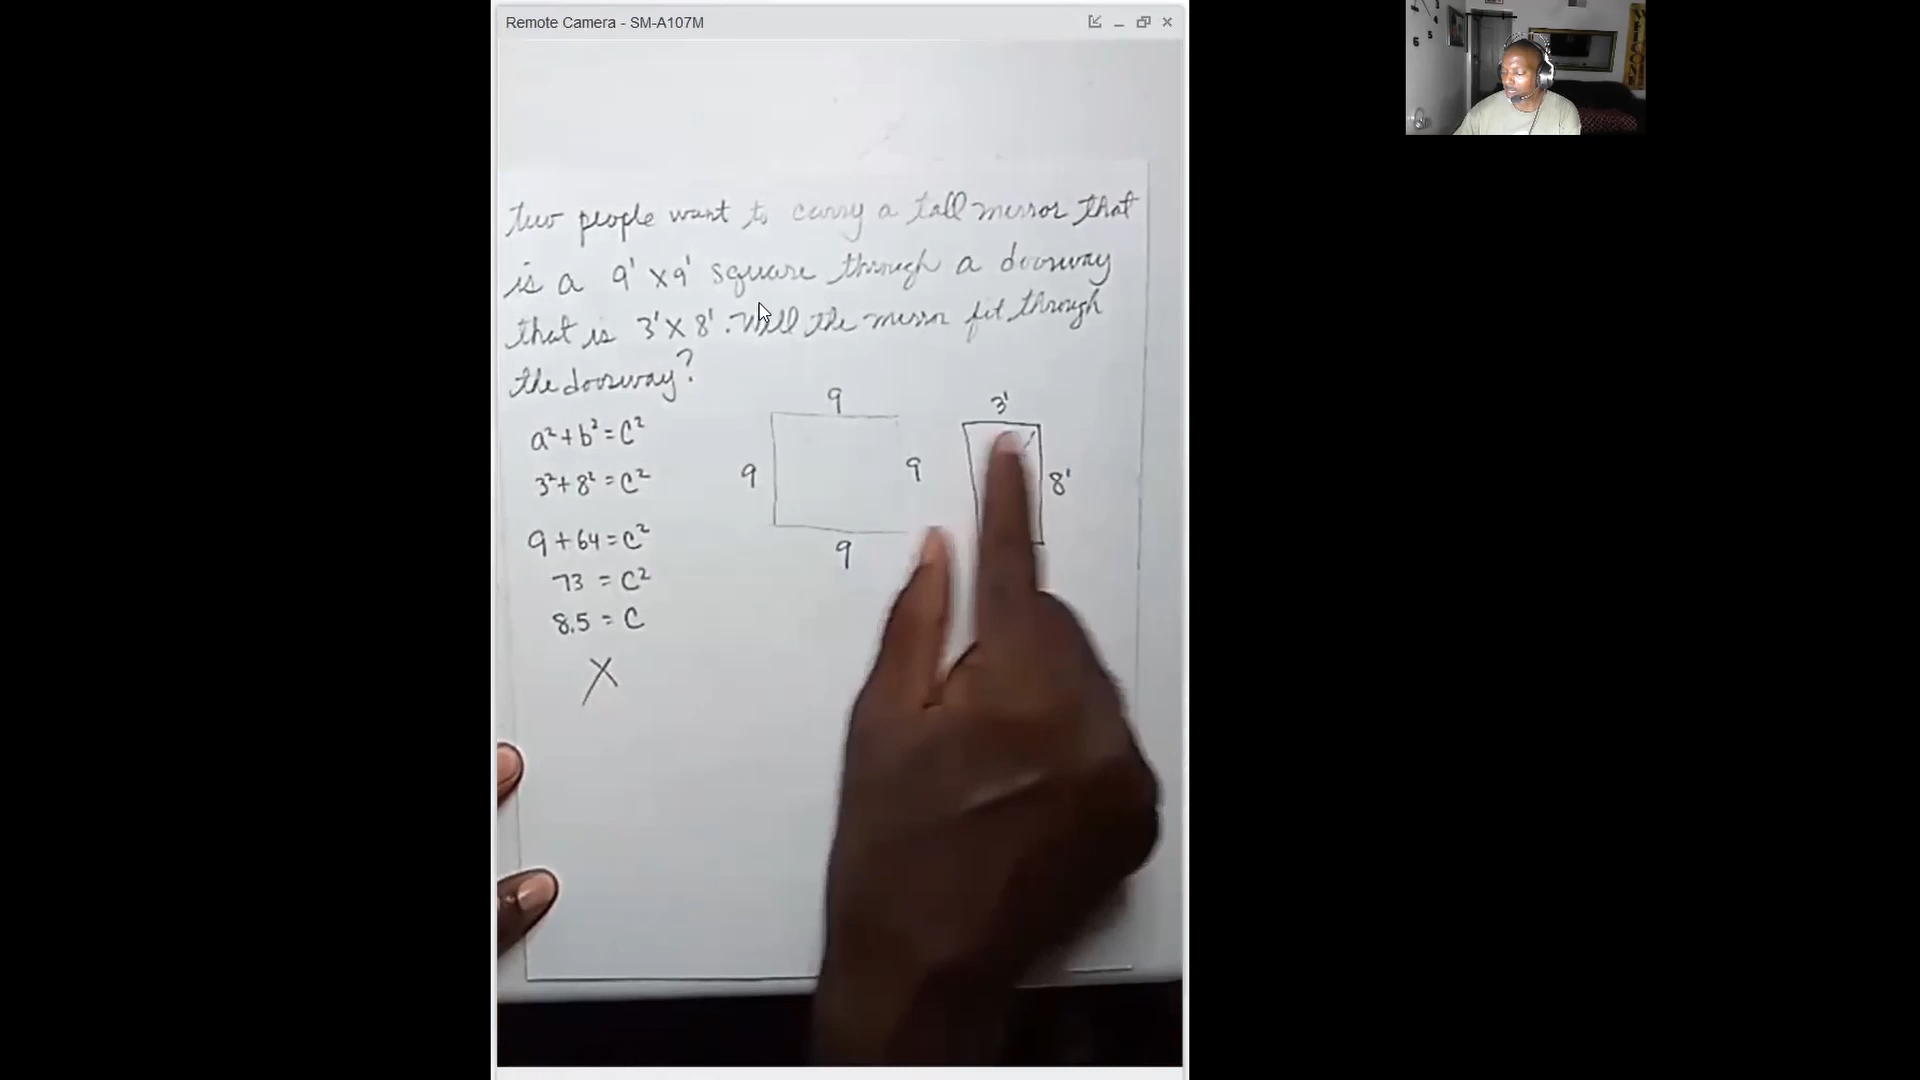 Remote Camera - SM-A107M
two people want to carry a tall mirror that
is a 9' x 9' square through a doorway
that is 3' x 8'. Will the mirror fit through
the doorway?
a² + b² = C²
3² + 8² = C²
9 + 64 = C²
73 = C²
8.5 = C
X
9
9
9
9
3'
8'